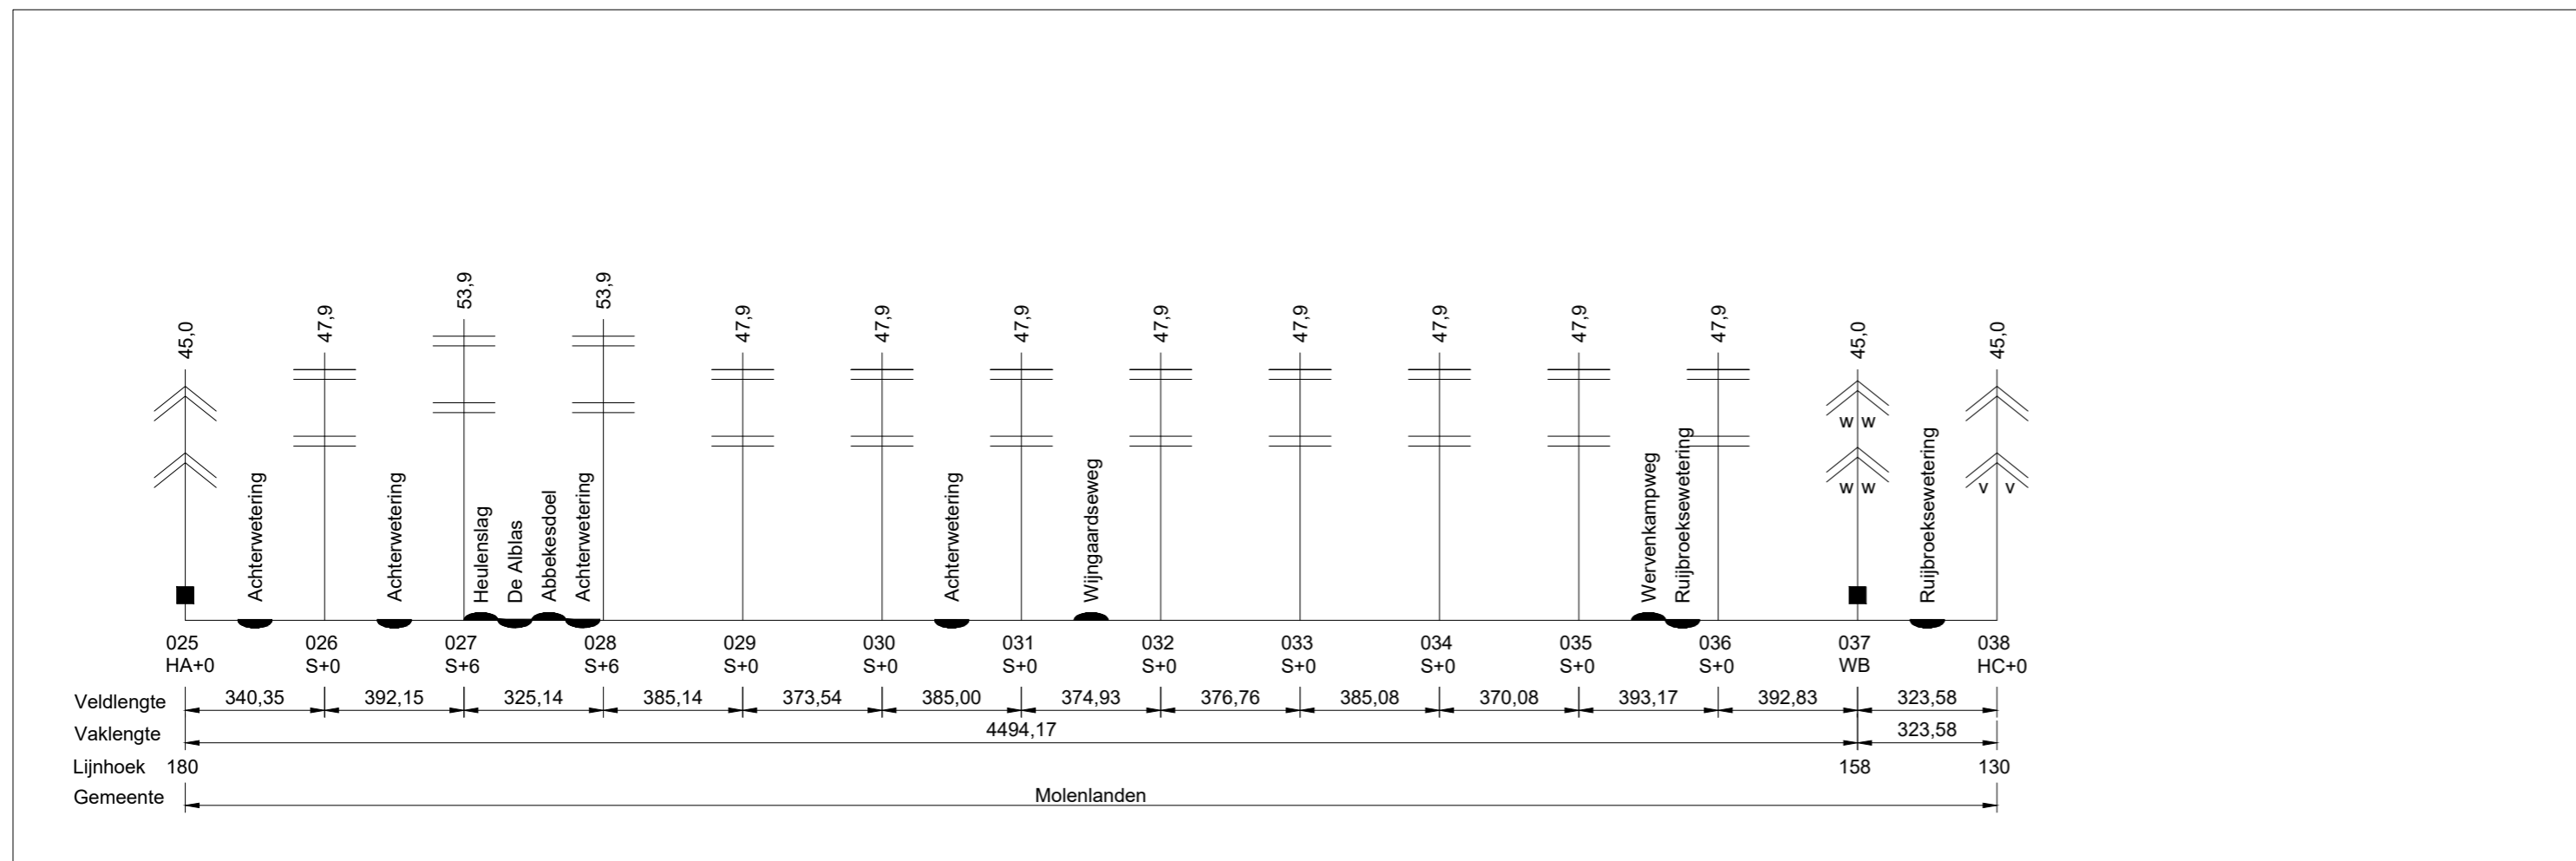 45,0 47,9 53,9 53,9 47,9 47,9 47,9 47,9 47,9 47,9 47,9 47,9 45,0 45,0
w w
w w v v
Achterwetering Achterwetering Heulenslag De Alblas Abbekesdoel Achterwetering Achterwetering Wijngaardseweg Wervenkampweg Ruijbroeksewetering Ruijbroeksewetering
025 026 027 028 029 030 031 032 033 034 035 036 037 038
HA+0 S+0 S+6 S+6 S+0 S+0 S+0 S+0 S+0 S+0 S+0 S+0 WB HC+0
Veldlengte 340,35 392,15 325,14 385,14 373,54 385,00 374,93 376,76 385,08 370,08 393,17 392,83 323,58
Vaklengte 4494,17 323,58
Lijnhoek 180 158 130
Gemeente Molenlanden